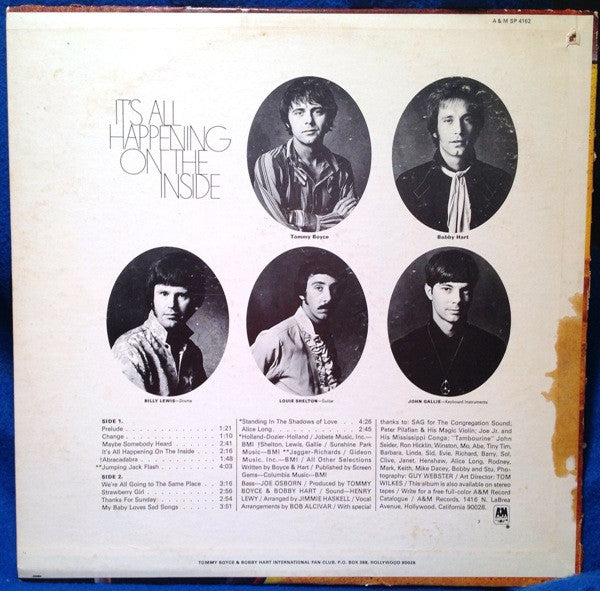 A & M SP 4162
IT'S ALL
HAPPENING
ON THE
INSIDE
Tommy Boyce
Bobby Hart
BILLY LEWIS—Drums
LOUIE SHELTON—Guitar
JOHN GALLIE—Keyboard Instruments
SIDE 1.
Prelude 1:21
Change 1:10
Maybe Somebody Heard 2:41
It's All Happening On The Inside 2:16
!Abracadabra 1:48
**Jumping Jack Flash 4:03
SIDE 2.
We're All Going To The Same Place 3:16
Strawberry Girl 2:56
Thanks For Sunday 2:54
My Baby Loves Sad Songs 3:51
*Standing In The Shadows of Love 4:26
Alice Long 2:45
*Holland-Dozier-Holland / Jobete Music, Inc.—
BMI !Shelton, Lewis, Gallie / Sunshine Park
Music—BMI **Jagger-Richards / Gideon
Music, Inc.—BMI / All Other Selections
Written by Boyce & Hart / Published by Screen
Gems—Columbia Music—BMI
Bass—JOE OSBORN / Produced by TOMMY
BOYCE & BOBBY HART / Sound—HENRY
LEWY / Arranged by JIMMIE HASKELL / Vocal
Arrangements by BOB ALCIVAR / With special
thanks to: SAG for The Congregation Sound,
Peter Pilafian & His Magic Violin; Joe Jr. and
His Mississippi Conga; "Tambourine" John
Seider, Ron Hicklin, Winston, Mo, Abe, Tiny Tim,
Barbara, Linda, Sid, Evie, Richard, Barry, Sol,
Clive, Janet, Henshaw, Alice Long, Rodney,
Mark, Keith, Mike Dacey, Bobby and Stu. Pho-
tography: GUY WEBSTER / Art Director: TOM
WILKES / This album is also available on stereo
tapes / Write for a free full-color A&M Record
Catalogue / A&M Records, 1416 N. LaBrea
Avenue, Hollywood, California 90028.
A&M
TOMMY BOYCE & BOBBY HART INTERNATIONAL FAN CLUB. P.O. BOX 388, HOLLYWOOD 90028